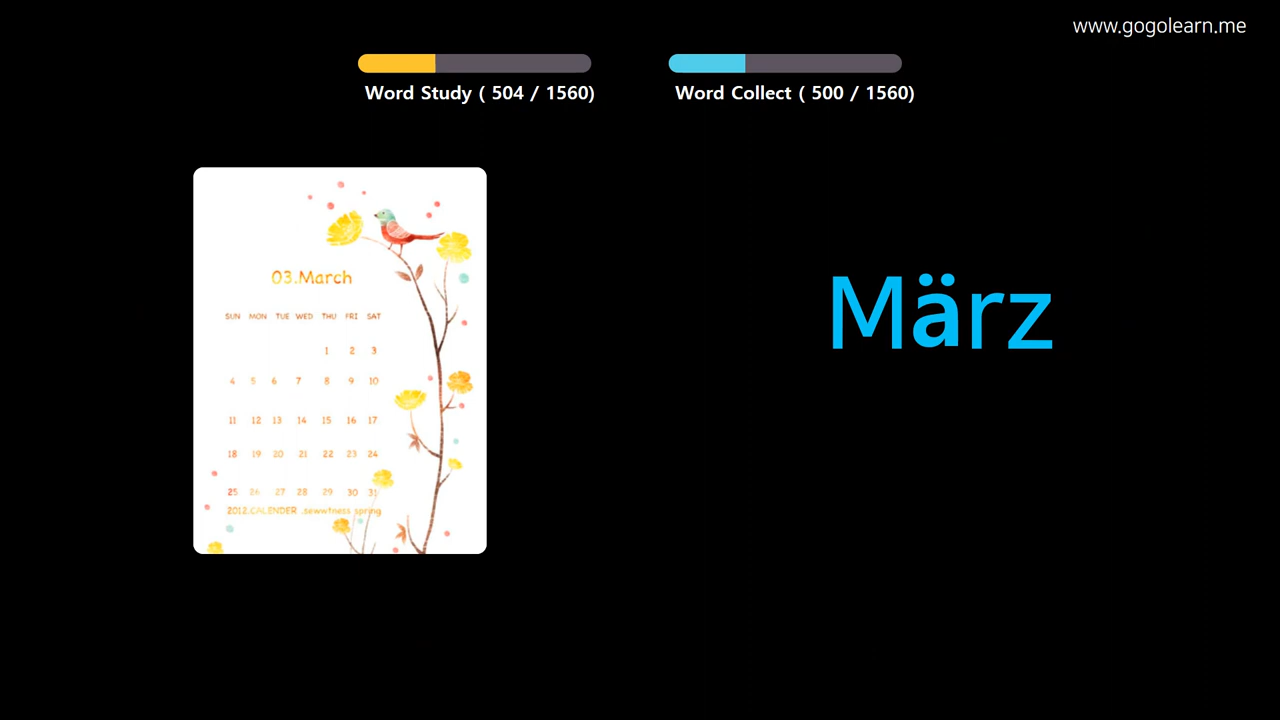 www.gogolearn.me
Word Study ( 504 / 1560)
Word Collect ( 500 / 1560)
03.March
SUN MON TUE WED THU FRI SAT
1 2 3
4 5 6 7 8 9 10
11 12 13 14 15 16 17
18 19 20 21 22 23 24
25 26 27 28 29 30 31
2012.CALENDER .sewwtness spring
März